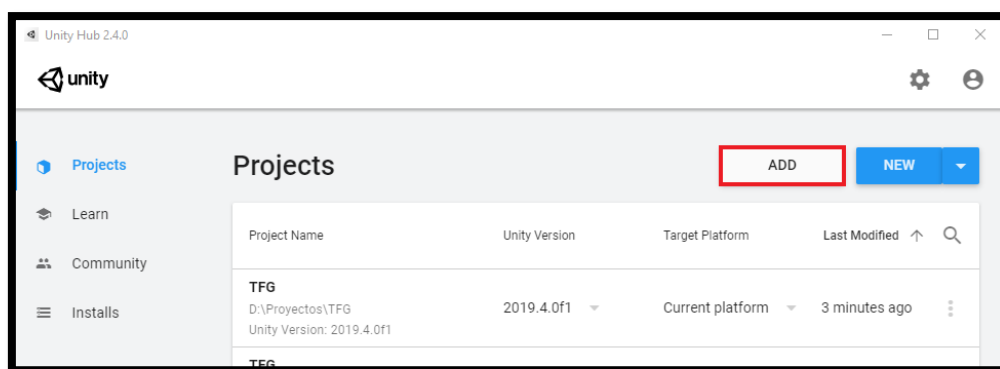 Unity Hub 2.4.0
unity
Projects
Projects
ADD
NEW
Learn
Community
Installs
Project Name Unity Version Target Platform Last Modified
TFG
D:\Proyectos\TFG
Unity Version: 2019.4.0f1
2019.4.0f1 Current platform 3 minutes ago
TFG